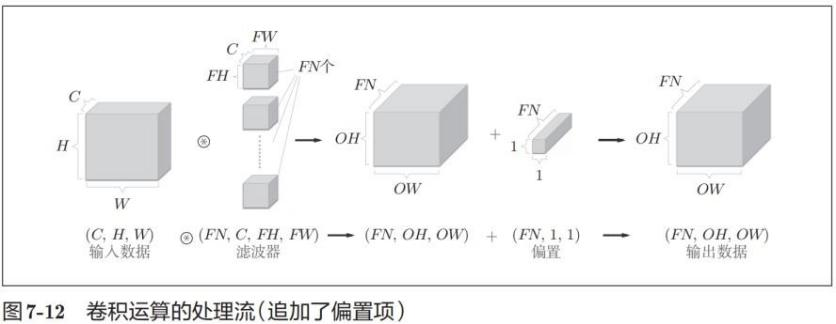 C
FW
FH
FN个
C
H
W
⊛
FN
OH
OW
+
FN
1
1
FN
OH
OW
(C, H, W) ⊛ (FN, C, FH, FW) → (FN, OH, OW) + (FN, 1, 1) → (FN, OH, OW)
输入数据 滤波器 偏置 输出数据
图7-12 卷积运算的处理流(追加了偏置项)